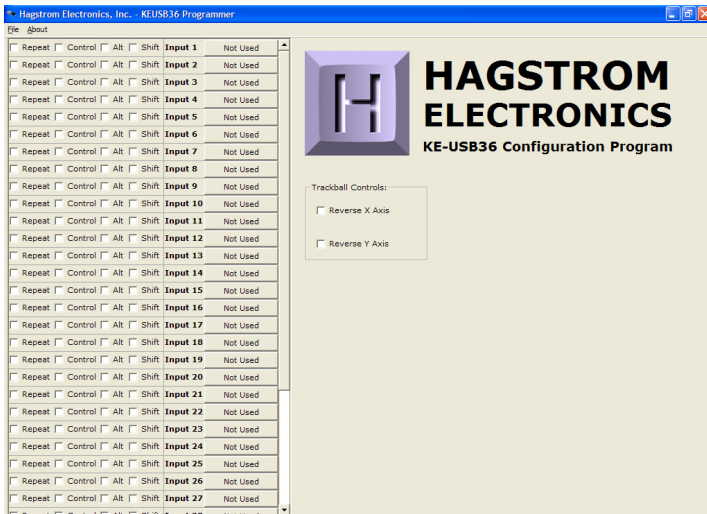 Hagstrom Electronics, Inc. - KEUSB36 Programmer
File About
Repeat Control Alt Shift Input 1 Not Used
Repeat Control Alt Shift Input 2 Not Used
Repeat Control Alt Shift Input 3 Not Used
Repeat Control Alt Shift Input 4 Not Used
Repeat Control Alt Shift Input 5 Not Used
Repeat Control Alt Shift Input 6 Not Used
Repeat Control Alt Shift Input 7 Not Used
Repeat Control Alt Shift Input 8 Not Used
Repeat Control Alt Shift Input 9 Not Used
Repeat Control Alt Shift Input 10 Not Used
Repeat Control Alt Shift Input 11 Not Used
Repeat Control Alt Shift Input 12 Not Used
Repeat Control Alt Shift Input 13 Not Used
Repeat Control Alt Shift Input 14 Not Used
Repeat Control Alt Shift Input 15 Not Used
Repeat Control Alt Shift Input 16 Not Used
Repeat Control Alt Shift Input 17 Not Used
Repeat Control Alt Shift Input 18 Not Used
Repeat Control Alt Shift Input 19 Not Used
Repeat Control Alt Shift Input 20 Not Used
Repeat Control Alt Shift Input 21 Not Used
Repeat Control Alt Shift Input 22 Not Used
Repeat Control Alt Shift Input 23 Not Used
Repeat Control Alt Shift Input 24 Not Used
Repeat Control Alt Shift Input 25 Not Used
Repeat Control Alt Shift Input 26 Not Used
Repeat Control Alt Shift Input 27 Not Used
H
HAGSTROM
ELECTRONICS
KE-USB36 Configuration Program
Trackball Controls:
Reverse X Axis
Reverse Y Axis